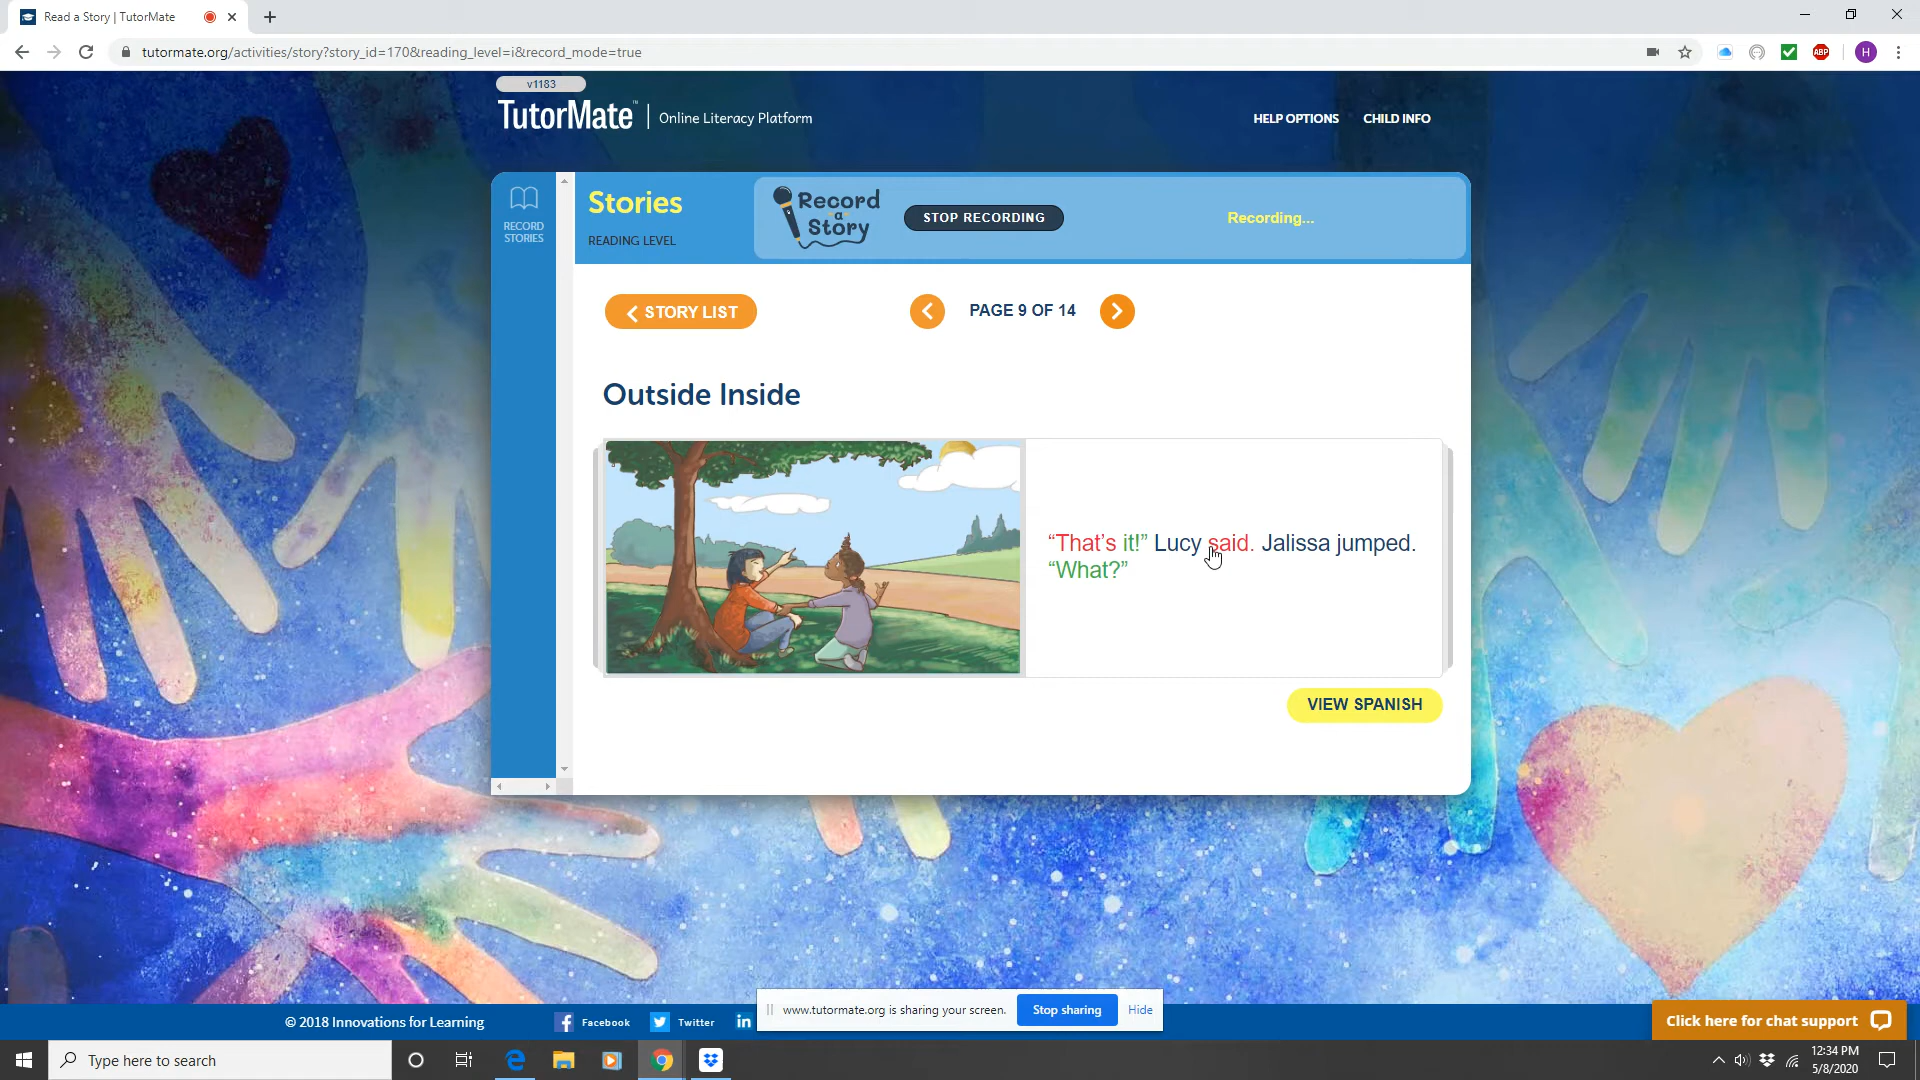 Read a Story | TutorMate
tutormate.org/activities/story?story_id=170&reading_level=i&record_mode=true
ABP
H
v1183
TutorMate™ | Online Literacy Platform
HELP OPTIONS
CHILD INFO
RECORD
STORIES
Stories
READING LEVEL
Record
a
Story
STOP RECORDING
Recording...
STORY LIST
PAGE 9 OF 14
Outside Inside
“That’s it!” Lucy said. Jalissa jumped.
“What?”
VIEW SPANISH
© 2018 Innovations for Learning
Facebook
Twitter
in
www.tutormate.org is sharing your screen.
Stop sharing
Hide
Click here for chat support
Type here to search
12:34 PM
5/8/2020